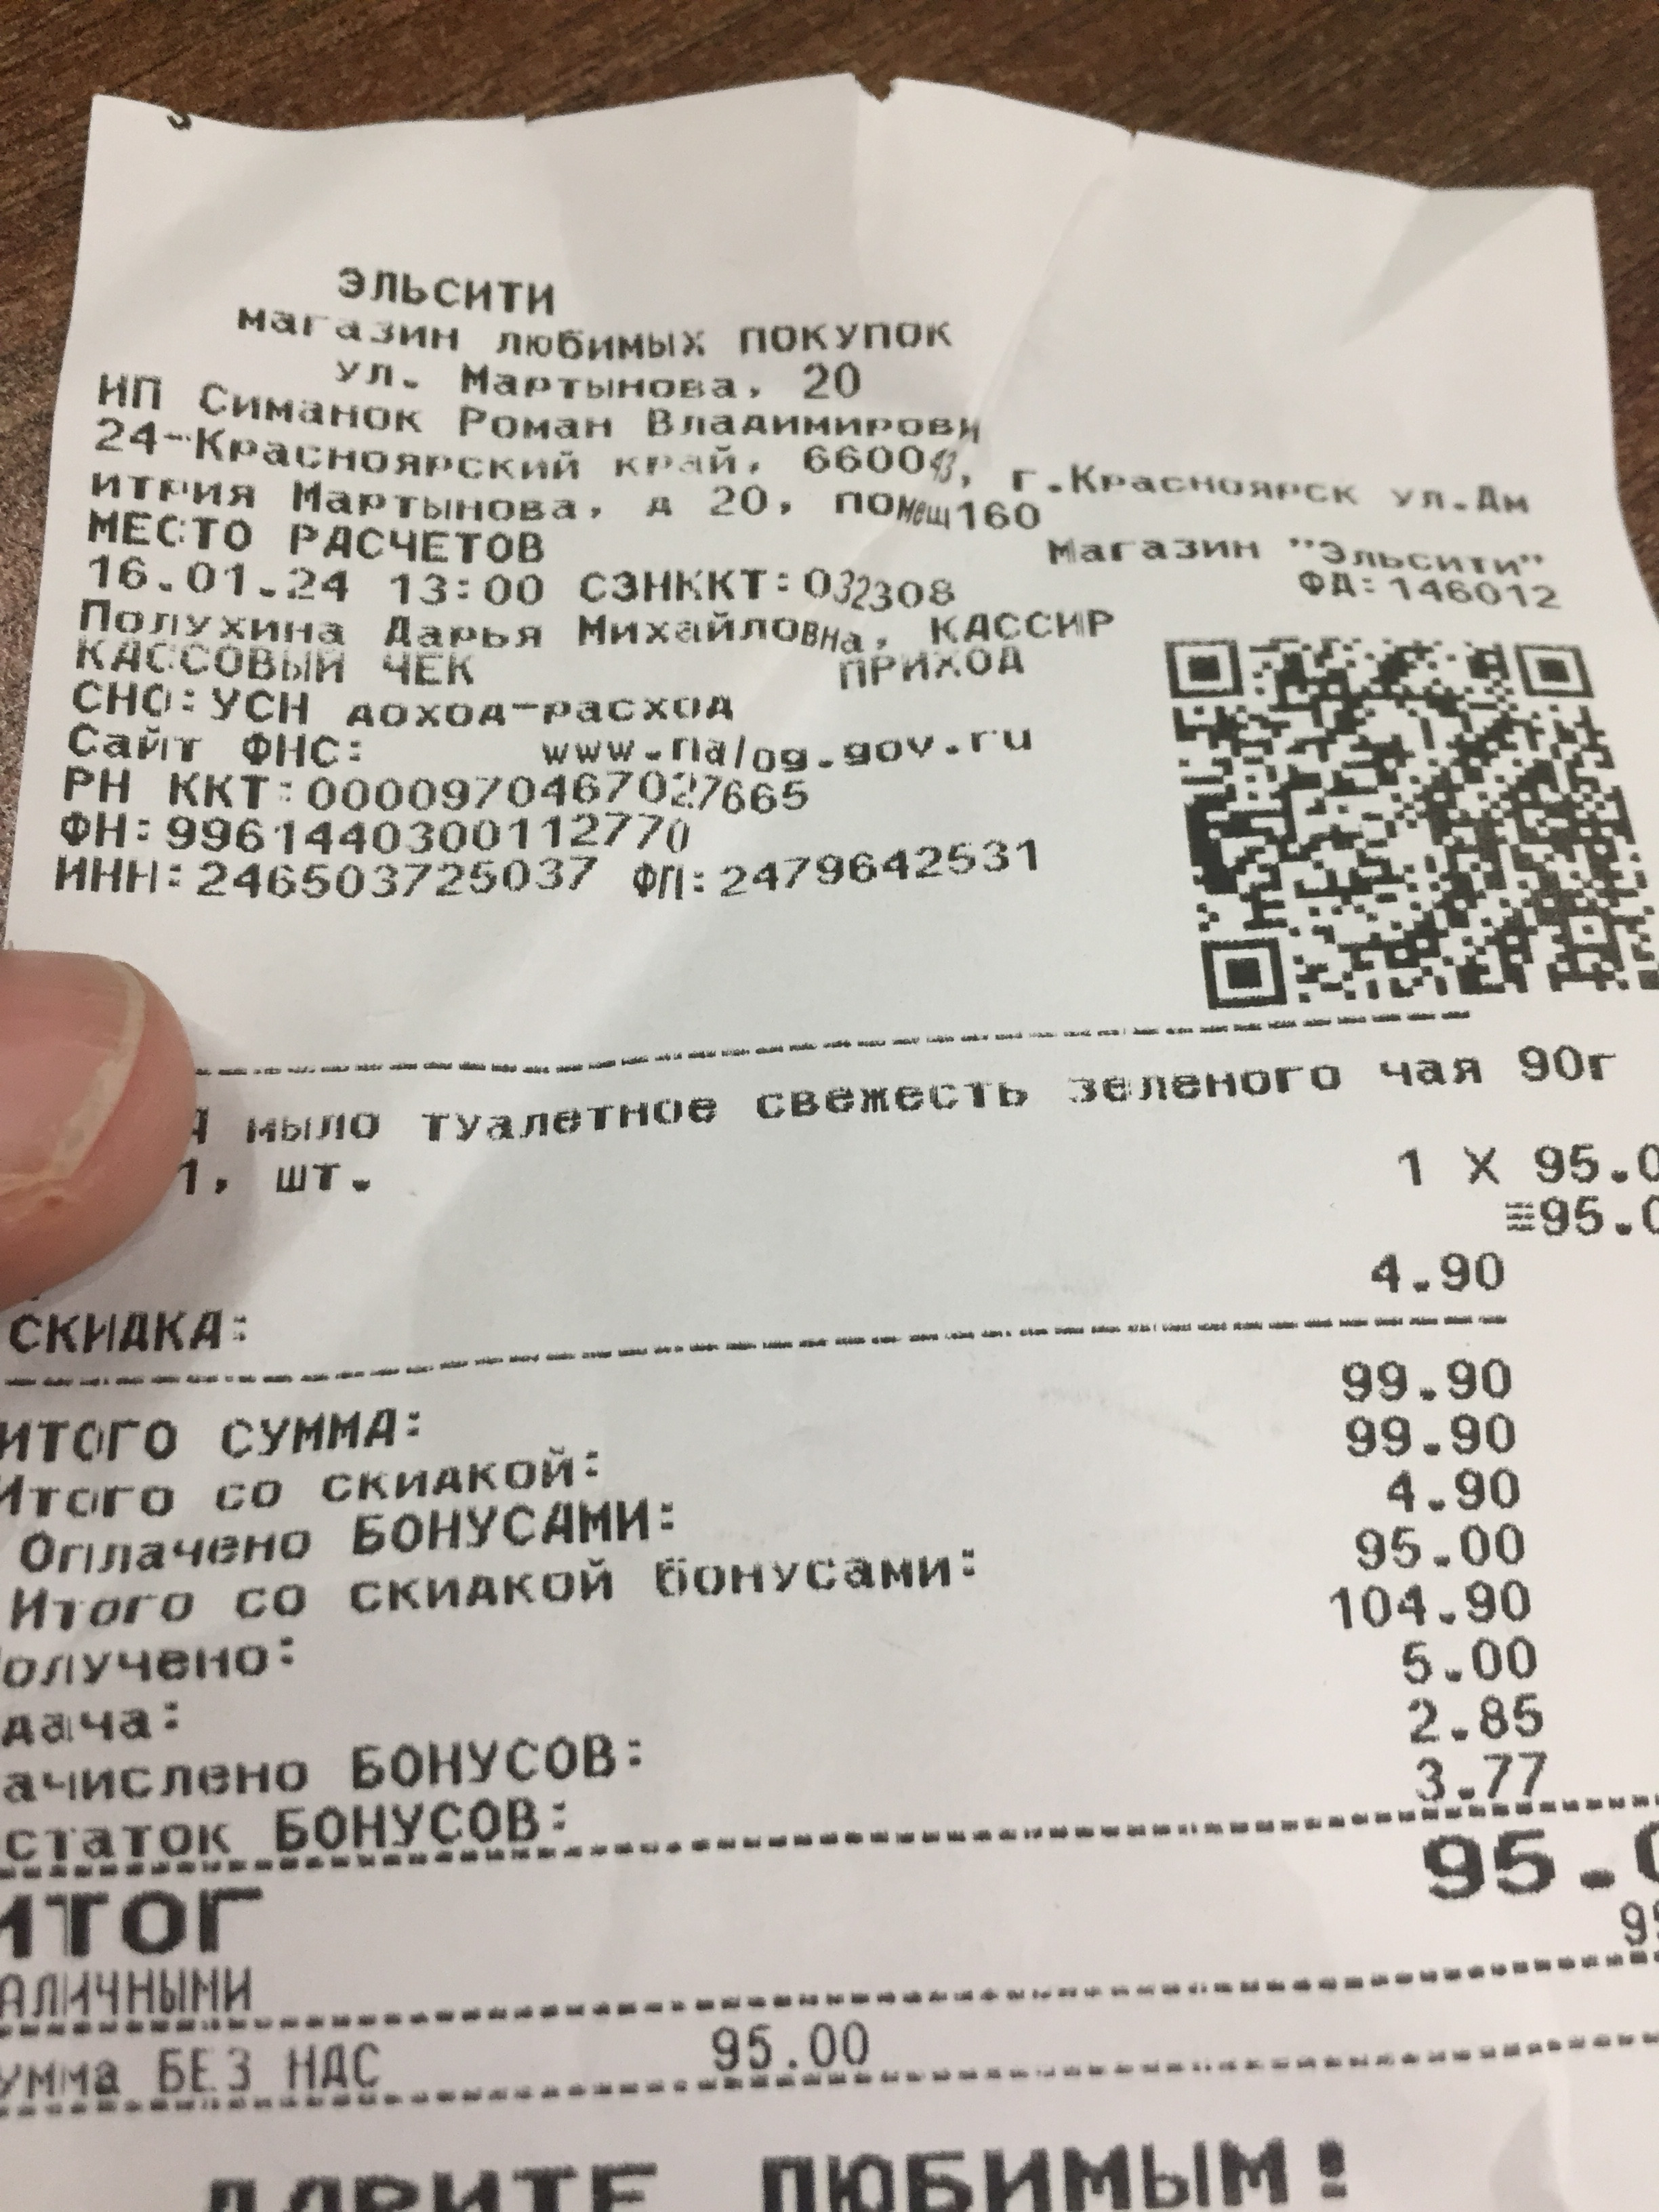 ЭЛЬСИТИ
магазин любимых ПОКУПОК
ул. Мартынова, 20
ИП Симанок Роман Владимирови
24-Красноярский край, 660043, г.Красноярск ул.Дм
итрия Мартынова, д 20, помещ160
МЕСТО РАСЧЕТОВ Магазин "Эльсити"
16.01.24 13:00 СЗНККТ:032308 ФД:146012
Полухина Дарья Михайловна, КАССИР
КАССОВЫЙ ЧЕК ПРИХОД
СНО:УСН доход-расход
Сайт ФНС: www.nalog.gov.ru
РН ККТ:0000970467027665
ФН:9961440300112770
ИНН:246503725037 ФП:2479642531
мыло туалетное свежесть зеленого чая 90г
1, шт. 1 X 95.0
≡95.0
СКИДКА: 4.90
ИТОГО СУММА: 99.90
Итого со скидкой: 99.90
Оплачено БОНУСАМИ: 4.90
Итого со скидкой бонусами: 95.00
олучено: 104.90
дача: 5.00
ачислено БОНУСОВ: 2.85
статок БОНУСОВ: 3.77
ИТОГ 95.0
АЛИЧНЫМИ 95
умма БЕЗ НДС 95.00
ДАРИТЕ ЛЮБИМЫМ!